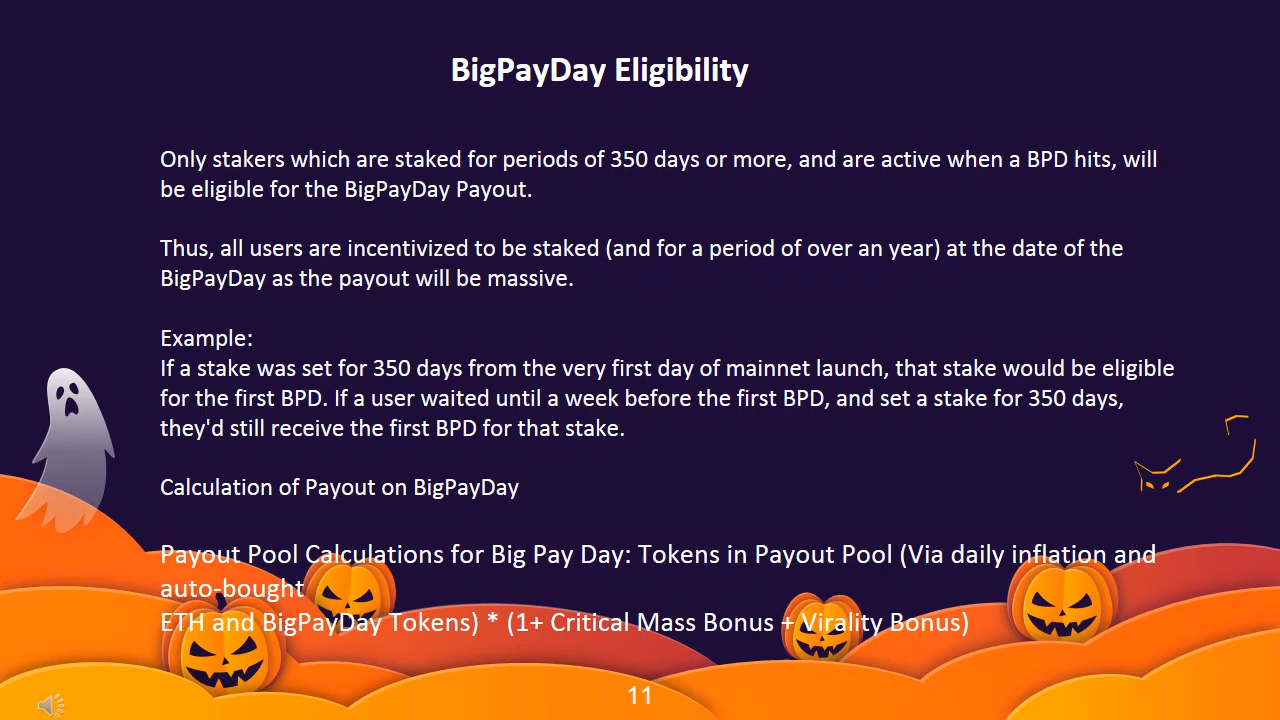 BigPayDay Eligibility
Only stakers which are staked for periods of 350 days or more, and are active when a BPD hits, will
be eligible for the BigPayDay Payout.
Thus, all users are incentivized to be staked (and for a period of over an year) at the date of the
BigPayDay as the payout will be massive.
Example:
If a stake was set for 350 days from the very first day of mainnet launch, that stake would be eligible
for the first BPD. If a user waited until a week before the first BPD, and set a stake for 350 days,
they'd still receive the first BPD for that stake.
Calculation of Payout on BigPayDay
Payout Pool Calculations for Big Pay Day: Tokens in Payout Pool (Via daily inflation and
auto-bought
ETH and BigPayDay Tokens) * (1+ Critical Mass Bonus + Virality Bonus)
11